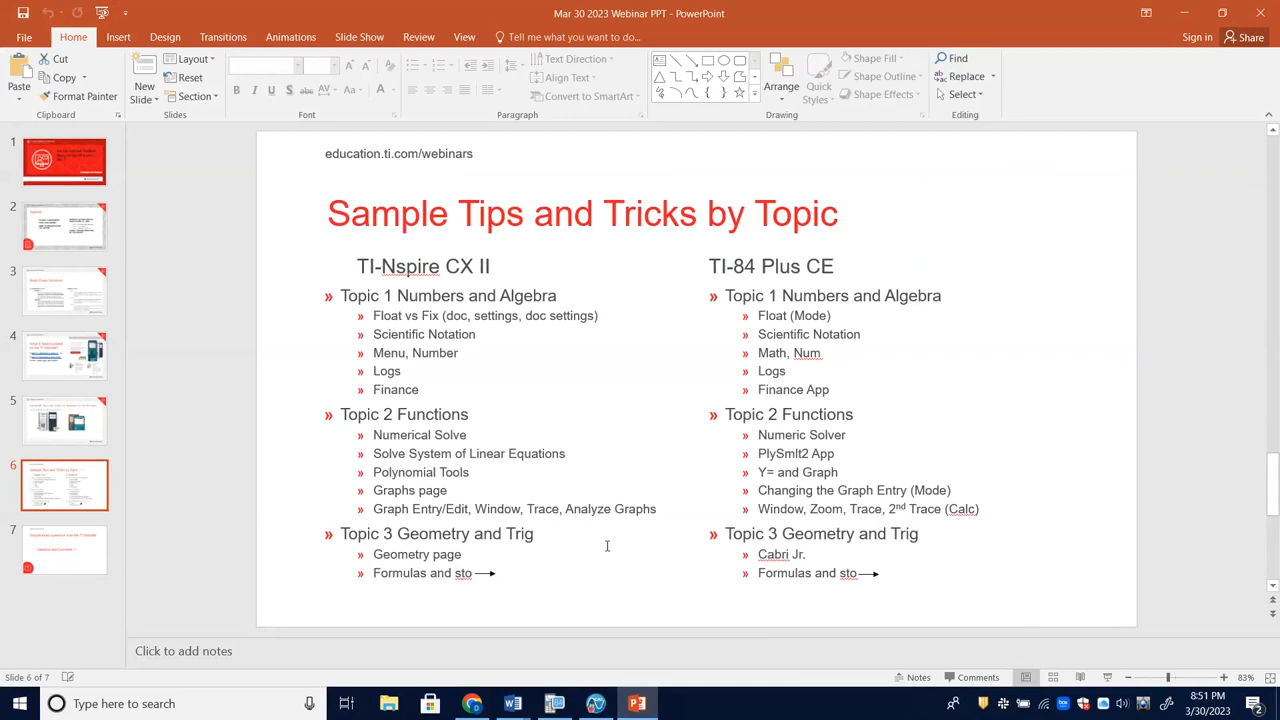 Mar 30 2023 Webinar PPT - PowerPoint
Sign in
Share
File
Home
Insert
Design
Transitions
Animations
Slide Show
Review
View
Tell me what you want to do...
Paste
Cut
Copy
Format Painter
Clipboard
New
Slide
Layout
Reset
Section
Slides
B I U S abc AV Aa A
Font
Text Direction
Align Text
Convert to SmartArt
Paragraph
Arrange
Quick
Styles
Shape Fill
Shape Outline
Shape Effects
Drawing
Find
Replace
Select
Editing
1
2
3
4
5
6
7
education.ti.com/webinars
Sample Tips and Tricks by Topic
TI-Nspire CX II
» Topic 1 Numbers and Algebra
» Float vs Fix (doc, settings, doc settings)
» Scientific Notation
» Menu, Number
» Logs
» Finance
» Topic 2 Functions
» Numerical Solve
» Solve System of Linear Equations
» Polynomial Tools
» Graphs page
» Graph Entry/Edit, Window, Trace, Analyze Graphs
» Topic 3 Geometry and Trig
» Geometry page
» Formulas and sto
TI-84 Plus CE
» Topic 1 Numbers and Algebra
» Float (Mode)
» Scientific Notation
» Math, Num
» Logs
» Finance App
» Topic 2 Functions
» Numeric Solver
» PlySmlt2 App
» Y= and Graph
» Changing the Graph Entry (Mode)
» Window, Zoom, Trace, 2nd Trace (Calc)
» Topic 3 Geometry and Trig
» Cabri Jr.
» Formulas and sto
Click to add notes
Slide 6 of 7
Notes
Comments
83%
Type here to search
8:51 PM
3/30/2023